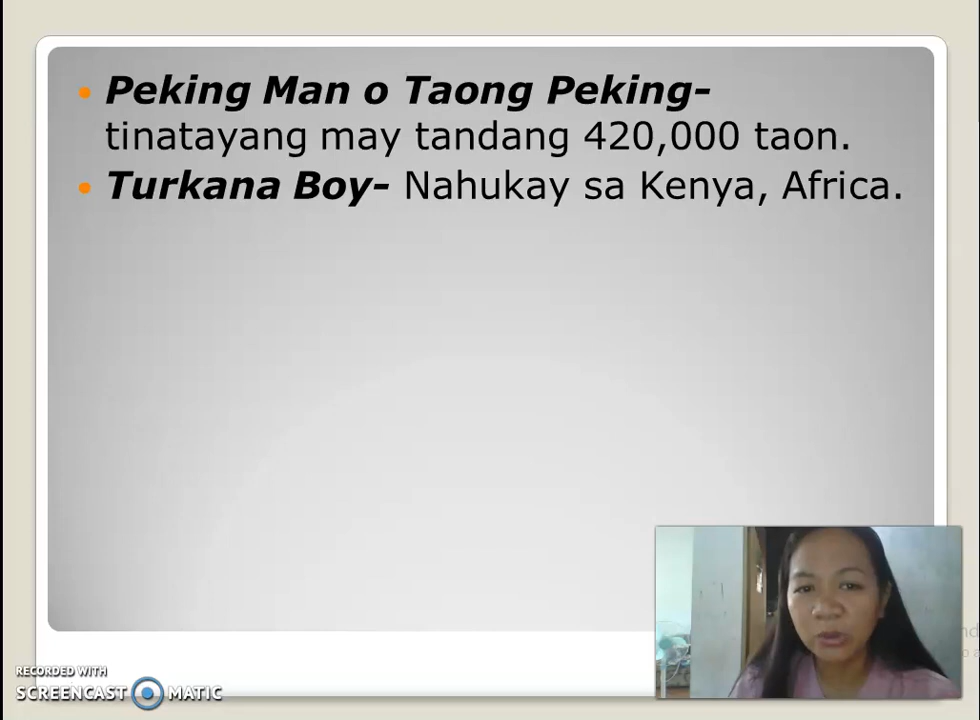 Peking Man o Taong Peking-
tinatayang may tandang 420,000 taon.
Turkana Boy- Nahukay sa Kenya, Africa.
RECORDED WITH
SCREENCAST MATIC